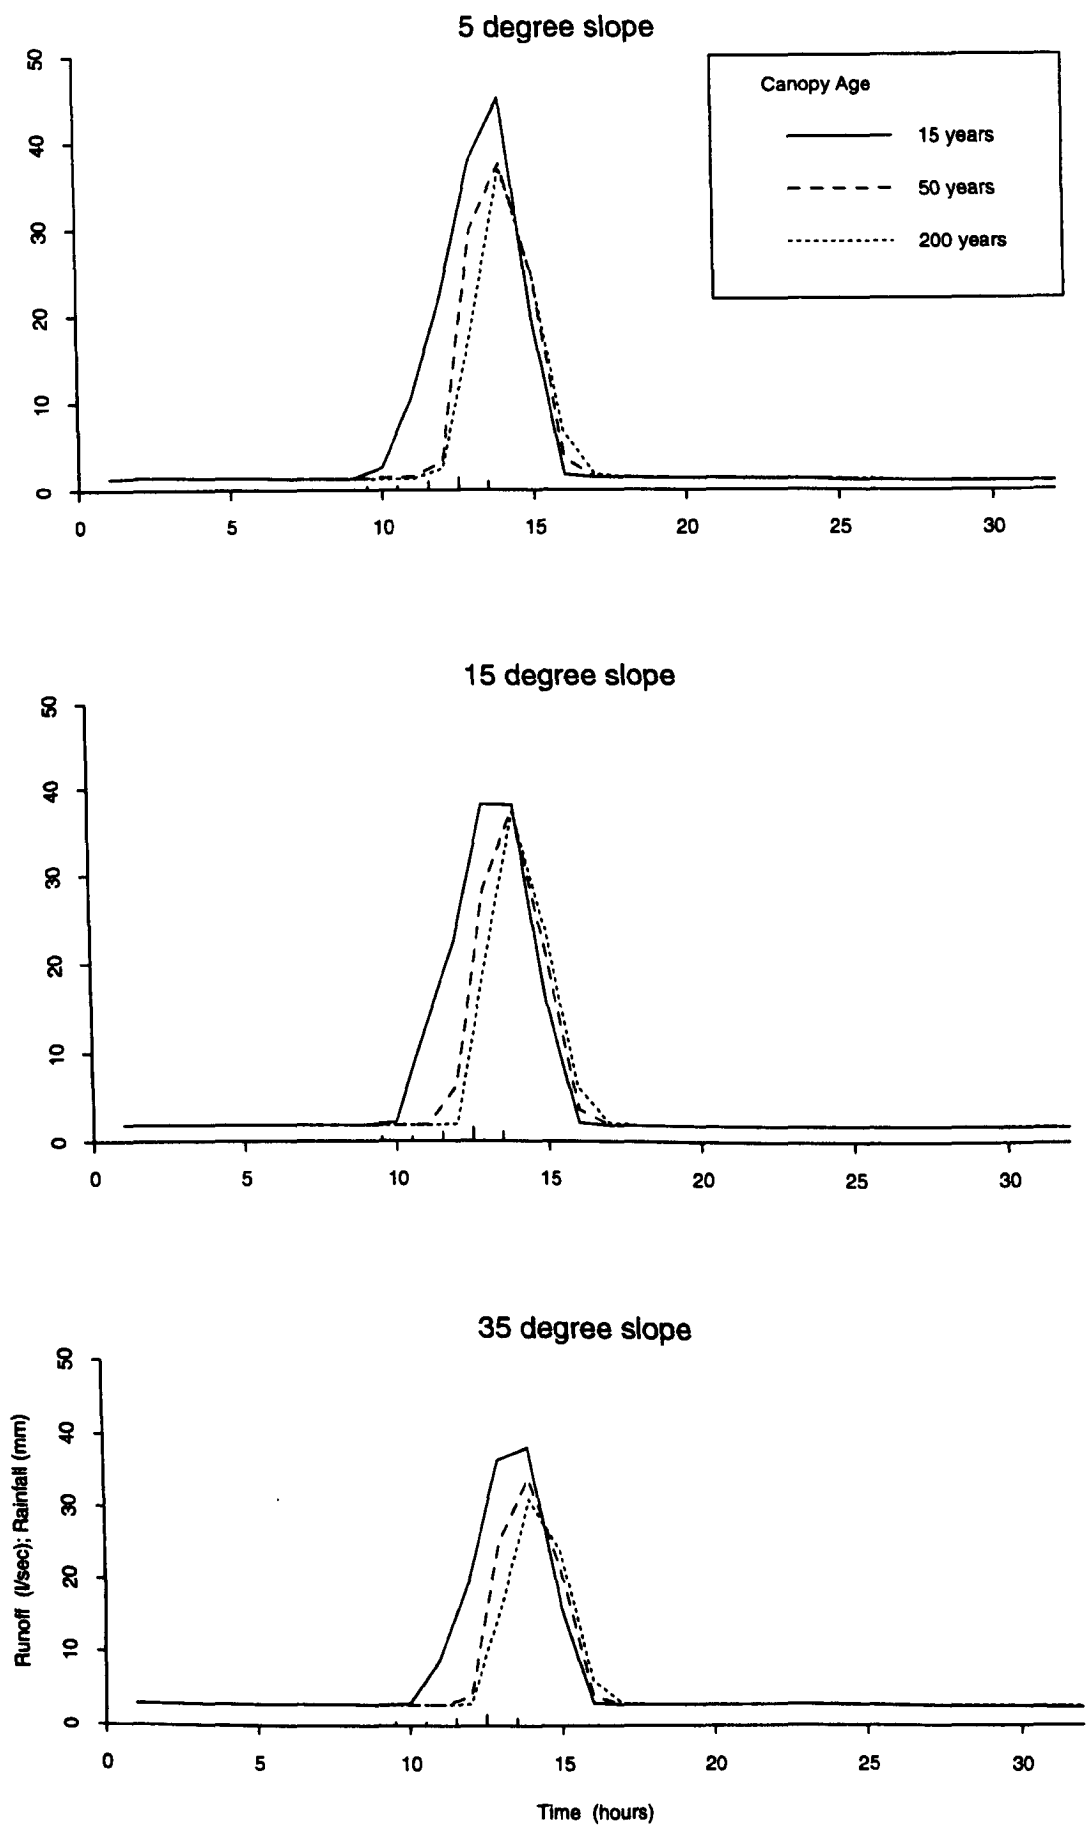 5 degree slope
50
40
30
20
10
0
0 5 10 15 20 25 30
Canopy Age
15 years
50 years
200 years
15 degree slope
50
40
30
20
10
0
0 5 10 15 20 25 30
35 degree slope
50
40
30
20
10
0
Runoff (l/sec); Rainfall (mm)
0 5 10 15 20 25 30
Time (hours)